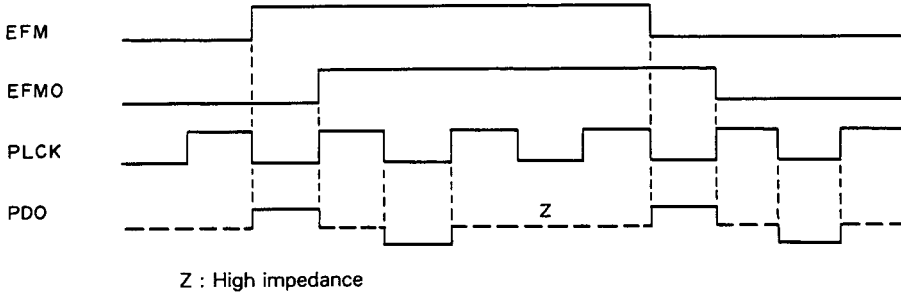 EFM
EFMO
PLCK
PDO
Z
Z : High impedance